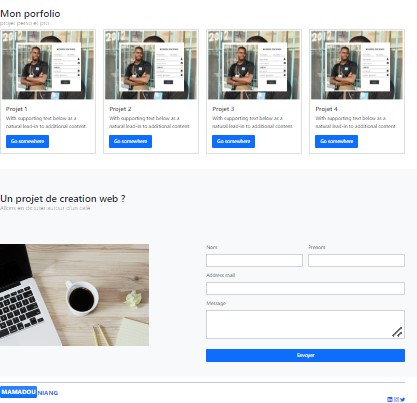 Mon porfolio
projet perso et pro
Projet 1
With supporting text below as a
natural lead-in to additional content
Go somewhere
Projet 2
With supporting text below as a
natural lead-in to additional content
Go somewhere
Projet 3
With supporting text below as a
natural lead-in to additional content
Go somewhere
Projet 4
With supporting text below as a
natural lead-in to additional content
Go somewhere
Un projet de creation web ?
Allons en discuter autour d'un café
Nom
Prenom
Address mail
Message
Envoyer
MAMADOU NIANG